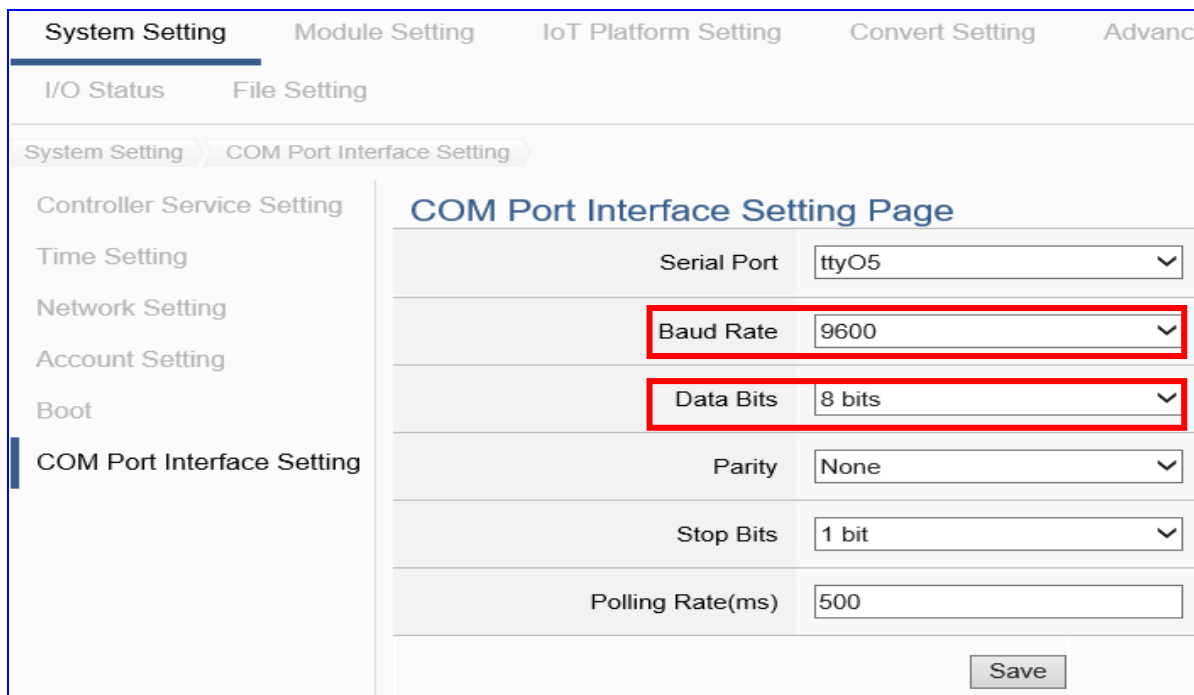 System Setting Module Setting IoT Platform Setting Convert Setting Advanc
I/O Status File Setting
System Setting COM Port Interface Setting
Controller Service Setting
Time Setting
Network Setting
Account Setting
Boot
COM Port Interface Setting
COM Port Interface Setting Page
Serial Port ttyO5
Baud Rate 9600
Data Bits 8 bits
Parity None
Stop Bits 1 bit
Polling Rate(ms) 500
Save